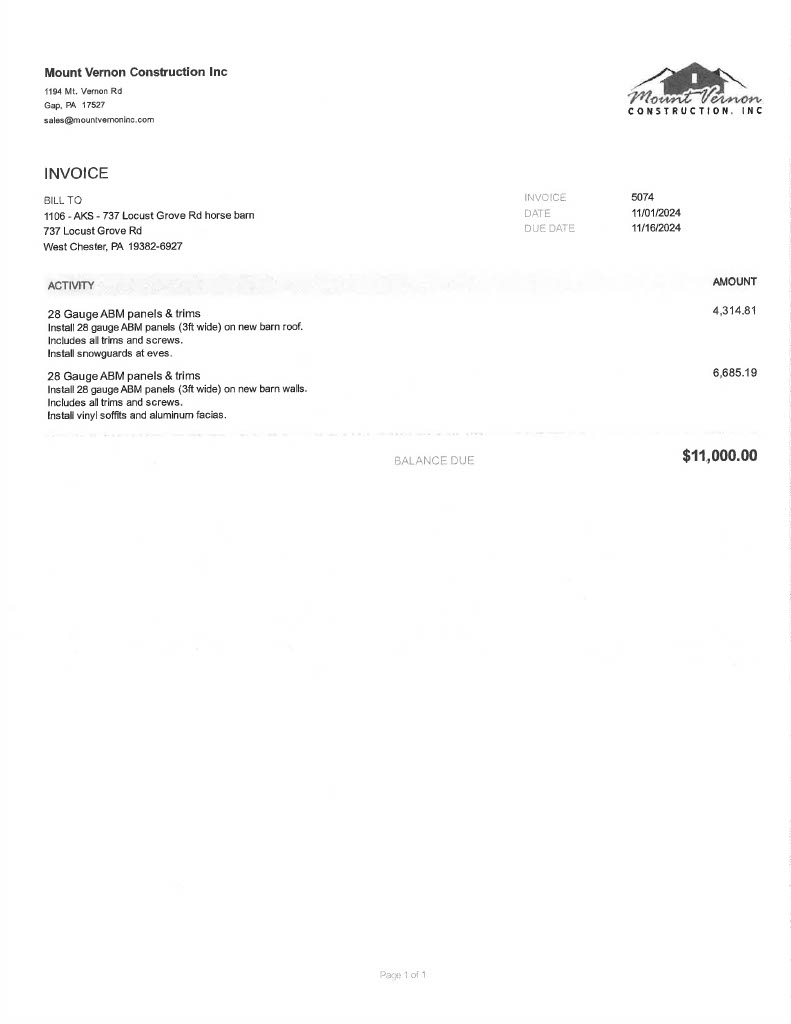 Mount Vernon Construction Inc
1194 Mt. Vernon Rd
Gap, PA 17527
sales@mountvernoninc.com
Mount Vernon
CONSTRUCTION, INC
INVOICE
BILL TO
1106 - AKS - 737 Locust Grove Rd horse barn
737 Locust Grove Rd
West Chester, PA 19382-6927
INVOICE 5074
DATE 11/01/2024
DUE DATE 11/16/2024
ACTIVITY AMOUNT
28 Gauge ABM panels & trims 4,314.81
Install 28 gauge ABM panels (3ft wide) on new barn roof.
Includes all trims and screws.
Install snowguards at eves.
28 Gauge ABM panels & trims 6,685.19
Install 28 gauge ABM panels (3ft wide) on new barn walls.
Includes all trims and screws.
Install vinyl soffits and aluminum facias.
BALANCE DUE $11,000.00
Page 1 of 1